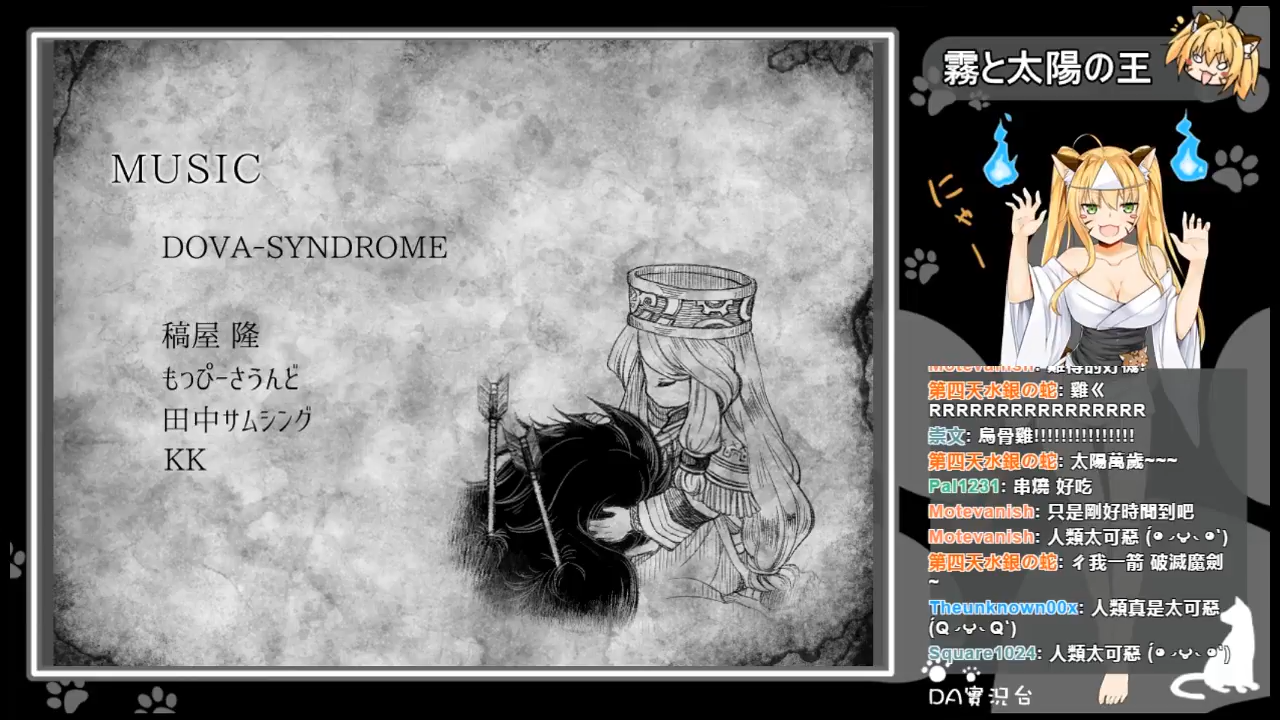 MUSIC
DOVA-SYNDROME
稿屋 隆
もっぴーさうんど
田中サムシング
KK
霧と太陽の王
にゃー
第四天水銀の蛇: 雞巜
RRRRRRRRRRRRRRRR
崇文: 烏骨雞!!!!!!!!!!!!!!!
第四天水銀の蛇: 太陽萬歲~~~
Pal1231: 串燒 好吃
Motevanish: 只是剛好時間到吧
Motevanish: 人類太可惡 (´• ◞•̀)
第四天水銀の蛇: 彳我一箭 破滅魔劍
~
Theunknown00x: 人類真是太可惡
(Q ◞౪◟ Q`)
Square1024: 人類太可惡
DA實況台